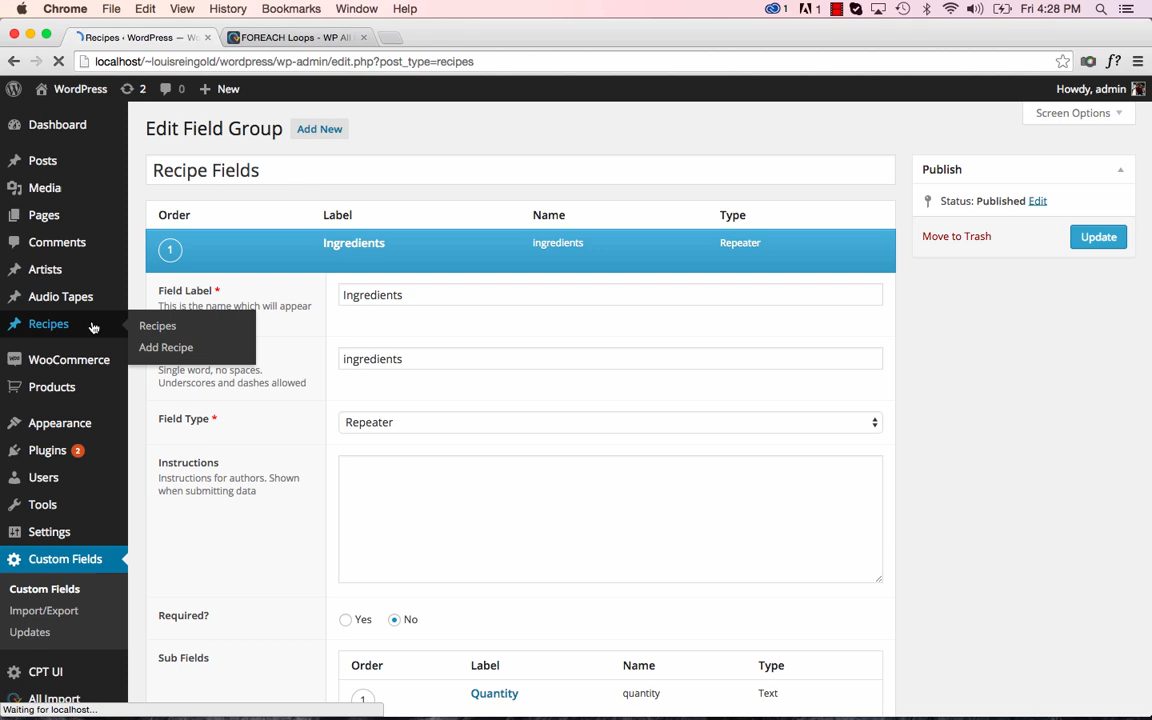 Chrome File Edit View History Bookmarks Window Help 1 1 Fri 4:28 PM
Recipes ‹ WordPress — W × FOREACH Loops - WP All ×
localhost/~louisreingold/wordpress/wp-admin/edit.php?post_type=recipes f?
WordPress 2 0 New Howdy, admin
Screen Options
Edit Field Group Add New
Recipe Fields
Order Label Name Type
1 Ingredients ingredients Repeater
Field Label *
This is the name which will appear
Ingredients
Single word, no spaces.
Underscores and dashes allowed
ingredients
Field Type *
Repeater
Instructions
Instructions for authors. Shown
when submitting data
Required?
Yes No
Sub Fields
Order Label Name Type
1 Quantity quantity Text
Publish
Status: Published Edit
Move to Trash Update
Dashboard
Posts
Media
Pages
Comments
Artists
Audio Tapes
Recipes
Recipes
Add Recipe
WooCommerce
Products
Appearance
Plugins 2
Users
Tools
Settings
Custom Fields
Custom Fields
Import/Export
Updates
CPT UI
All Import
Waiting for localhost...